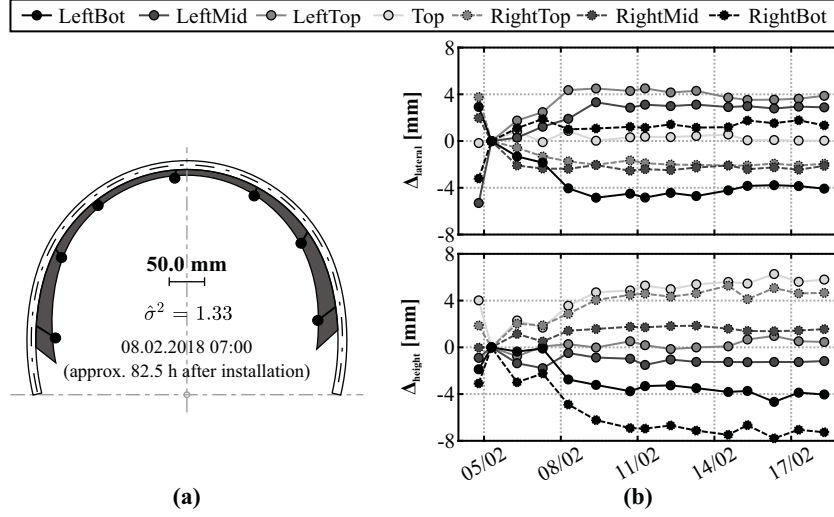 LeftBot LeftMid LeftTop Top RightTop RightMid RightBot
50.0 mm
σ̂² = 1.33
08.02.2018 07:00
(approx. 82.5 h after installation)
(a)
8
4
0
-4
-8
Δlateral [mm]
8
4
0
-4
-8
Δheight [mm]
05/02 08/02 11/02 14/02 17/02
(b)